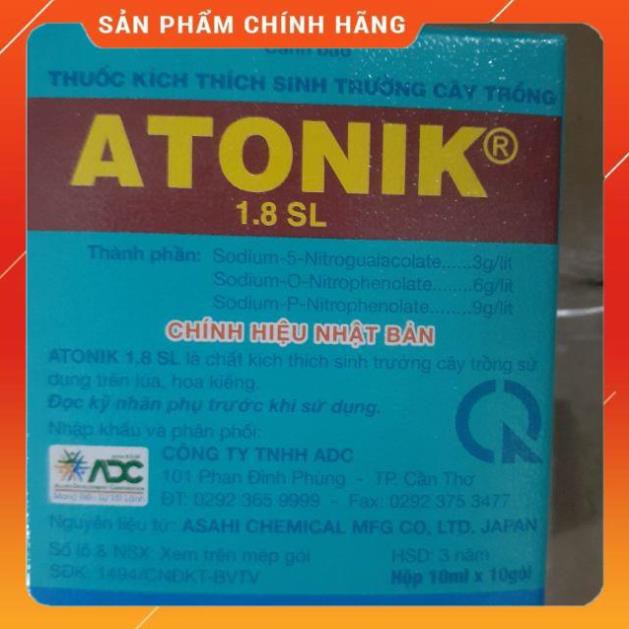 SẢN PHẨM CHÍNH HÃNG
Cảnh báo
THUỐC KÍCH THÍCH SINH TRƯỞNG CÂY TRỒNG
ATONIK®
1.8 SL
Thành phần: Sodium-5-Nitroguaiacolate......3g/lít
Sodium-O-Nitrophenolate........6g/lít
Sodium-P-Nitrophenolate........9g/lít
CHÍNH HIỆU NHẬT BẢN
ATONIK 1.8 SL là chất kích thích sinh trưởng cây trồng sử
dụng trên lúa, hoa kiểng.
Đọc kỹ nhãn phụ trước khi sử dụng.
Nhập khẩu và phân phối:
ADC
CÔNG TY TNHH ADC
101 Phan Đình Phùng - TP. Cần Thơ
ĐT: 0292 365 9999 - Fax: 0292 375 3477
Nguyên liệu từ: ASAHI CHEMICAL MFG CO, LTD. JAPAN
Số lô & NSX: Xem trên mép gói
HSD: 3 năm
SĐK: 1494/CNĐKT-BVTV
Hộp 10ml x 10gói